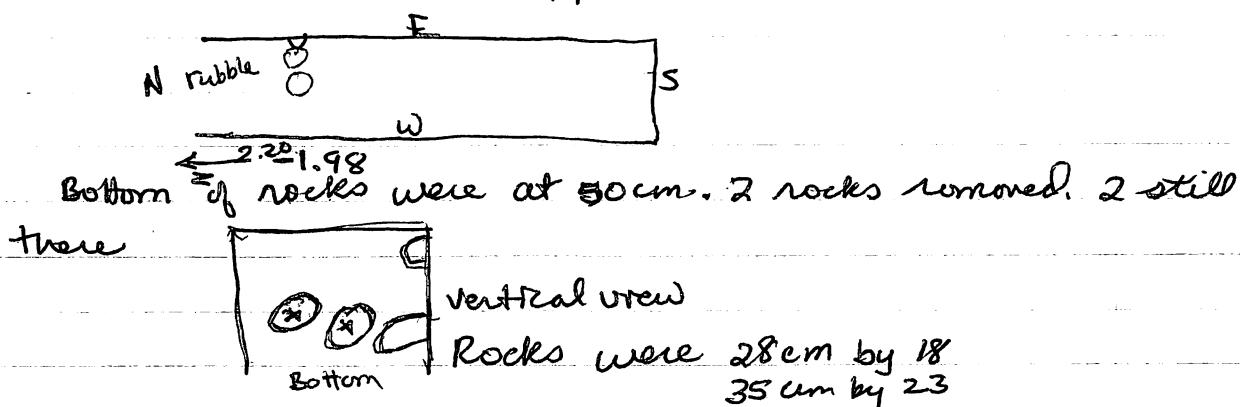 E
N rubble
S
W
2.20-1.98
N
Bottom of rocks were at 50cm. 2 rocks removed. 2 still
there
vertical view
Rocks were 28cm by 18
Bottom
35 cm by 23